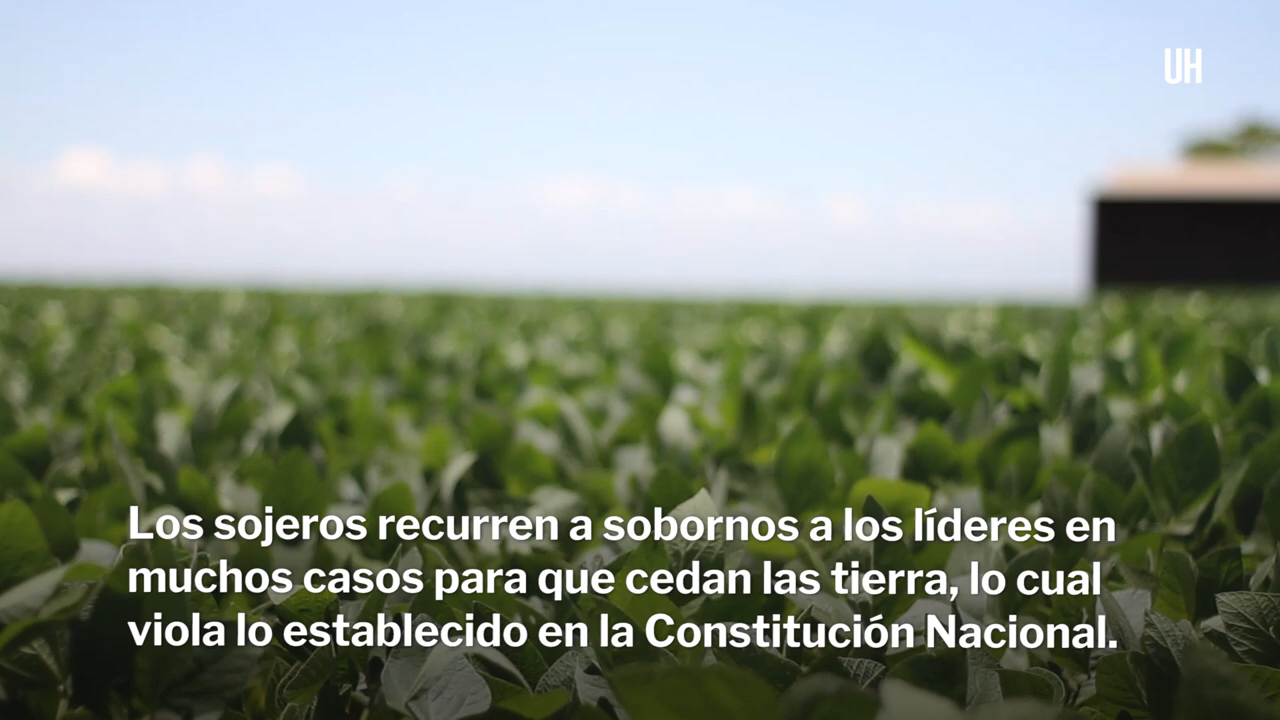 UH
Los sojeros recurren a sobornos a los líderes en
muchos casos para que cedan las tierra, lo cual
viola lo establecido en la Constitución Nacional.